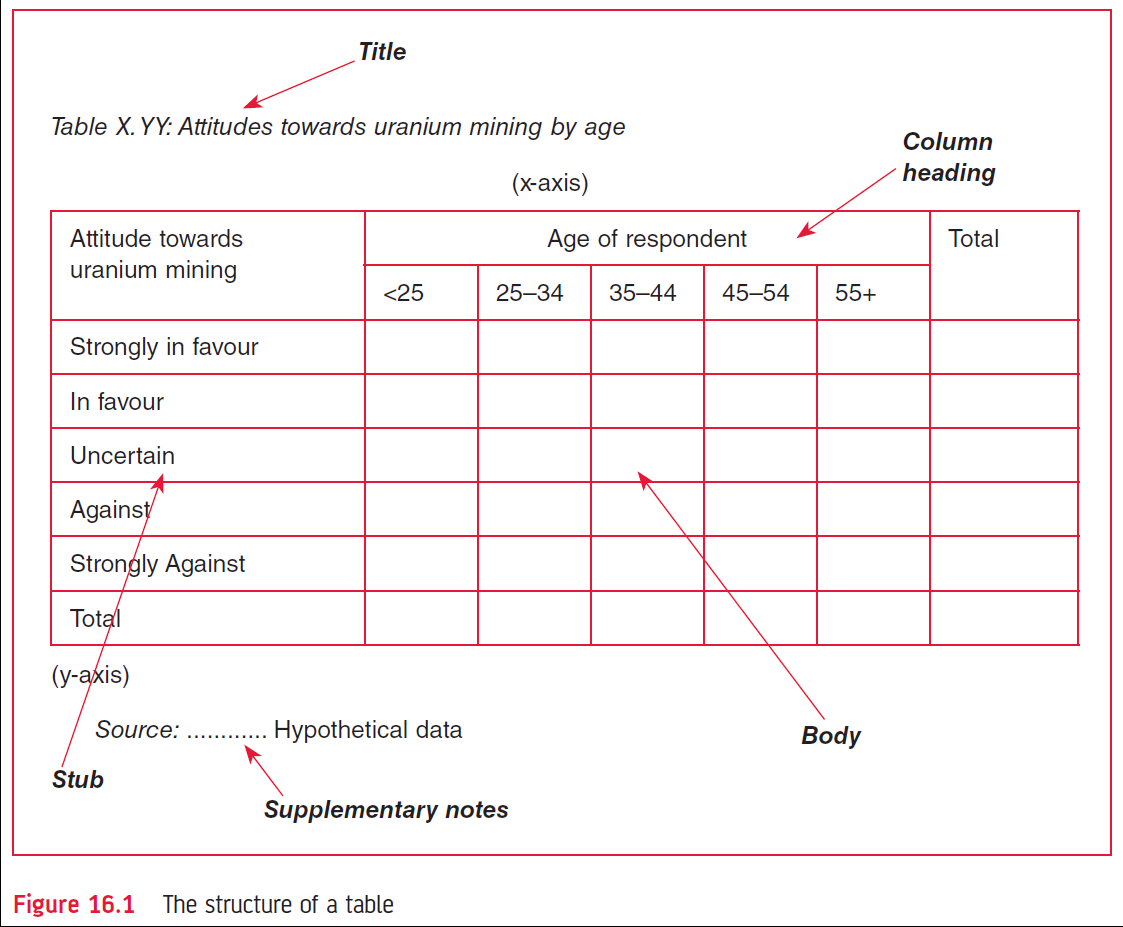 Title
Table X.YY: Attitudes towards uranium mining by age
Column
heading
(x-axis)
Attitude towards
uranium mining
Age of respondent
Total
<25 25–34 35–44 45–54 55+
Strongly in favour
In favour
Uncertain
Against
Strongly Against
Total
(y-axis)
Source: ............ Hypothetical data
Body
Stub
Supplementary notes
Figure 16.1 The structure of a table